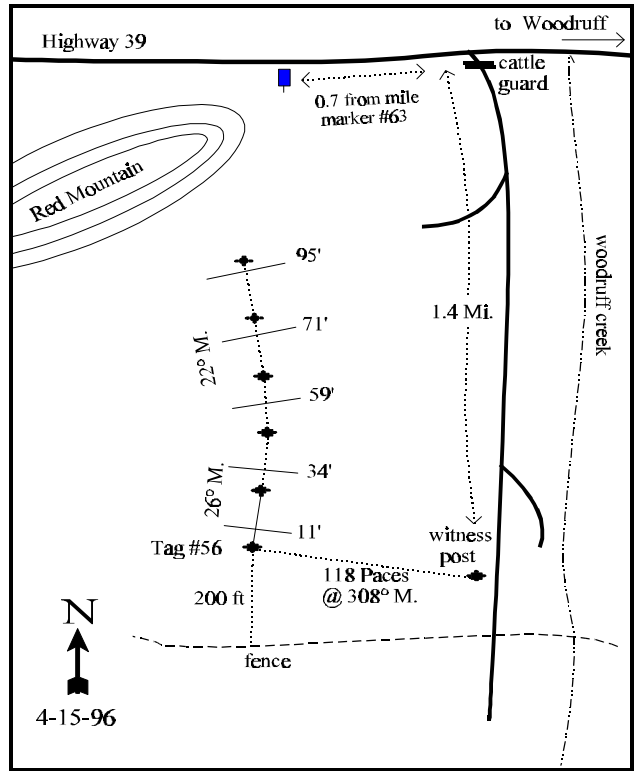 to Woodruff
Highway 39
cattle
guard
0.7 from mile
marker #63
Red Mountain
woodruff creek
95'
1.4 Mi.
71'
22° M.
59'
34'
26° M.
11'
witness
post
Tag #56
118 Paces
@ 308° M.
200 ft
N
fence
4-15-96